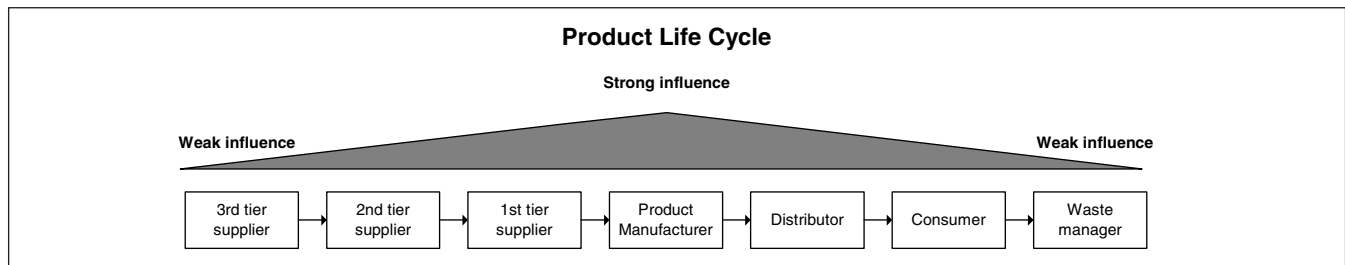 Product Life Cycle
Strong influence
Weak influence
Weak influence
3rd tier
supplier
2nd tier
supplier
1st tier
supplier
Product
Manufacturer
Distributor
Consumer
Waste
manager